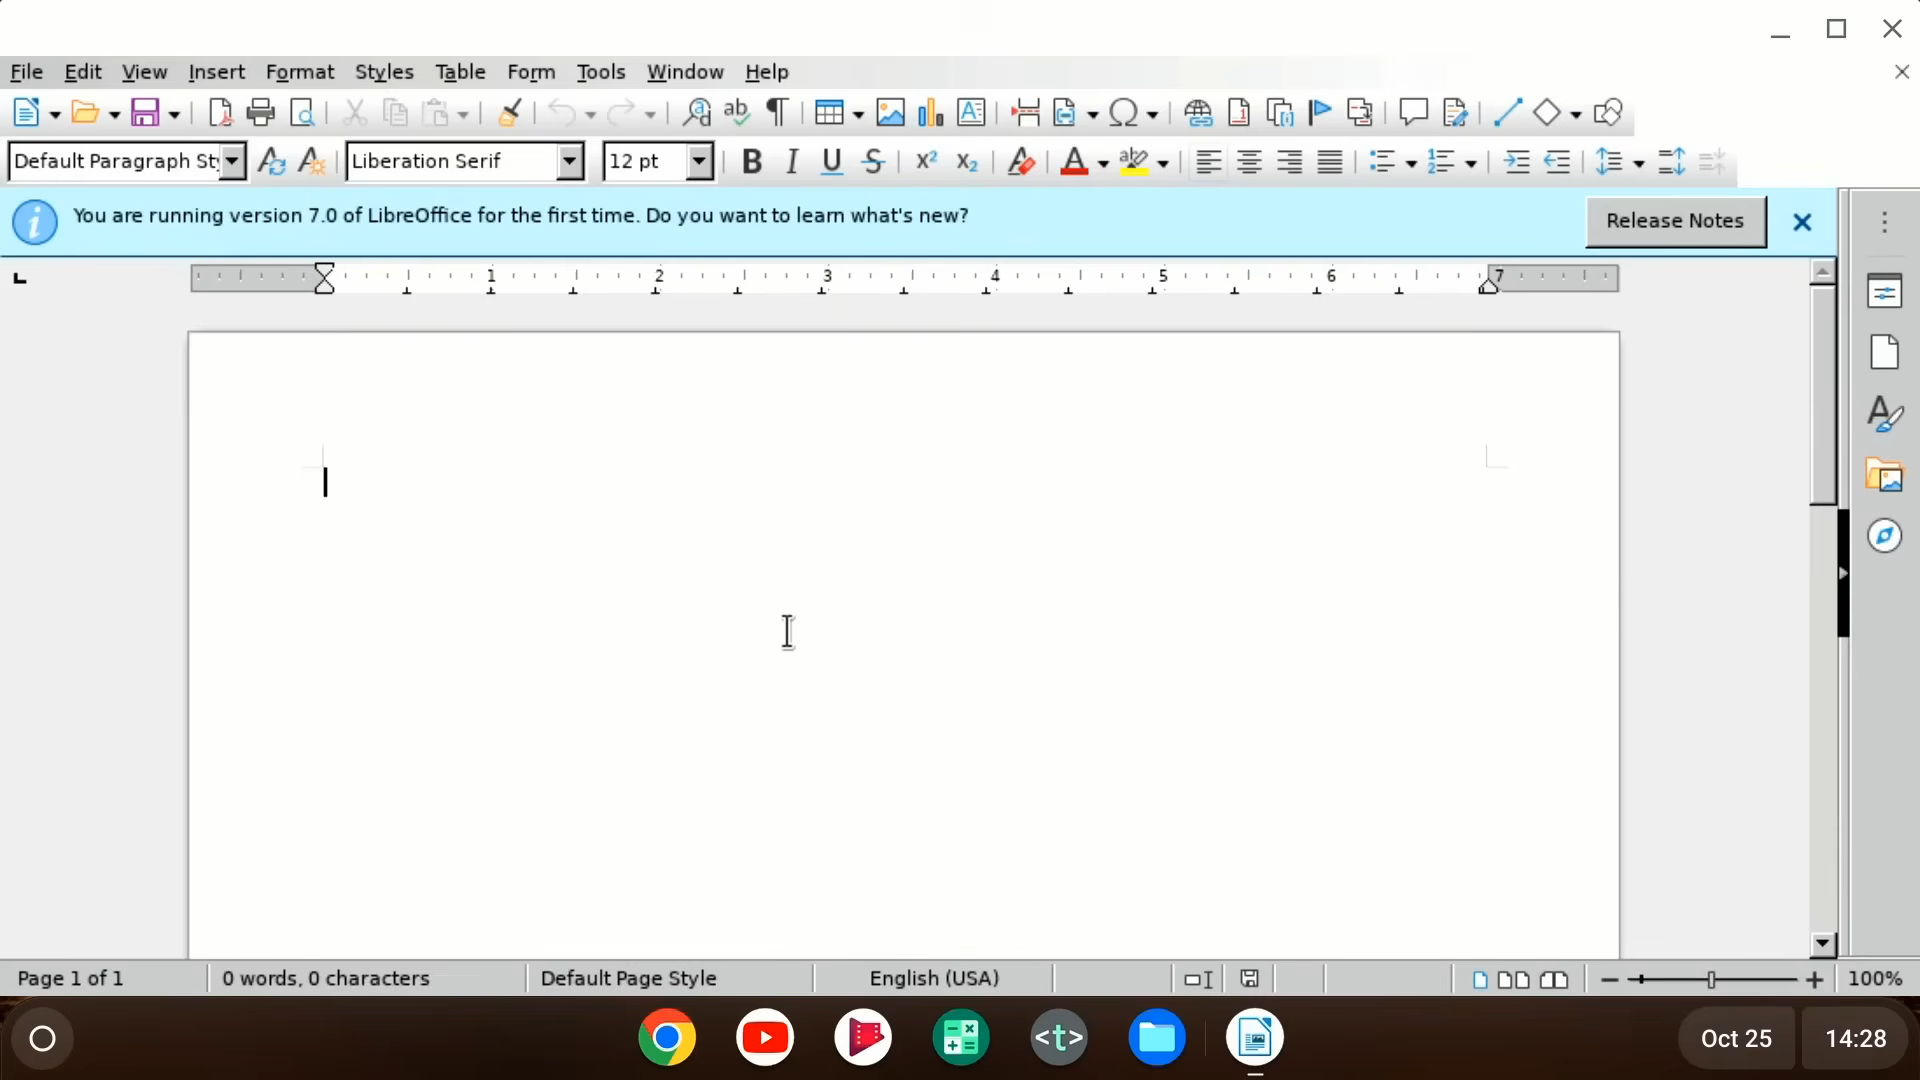 File Edit View Insert Format Styles Table Form Tools Window Help
Default Paragraph St Liberation Serif 12 pt B I U S x² x₂ A
You are running version 7.0 of LibreOffice for the first time. Do you want to learn what's new? Release Notes
1 2 3 4 5 6 7
Page 1 of 1 0 words, 0 characters Default Page Style English (USA) 100%
<t> Oct 25 14:28